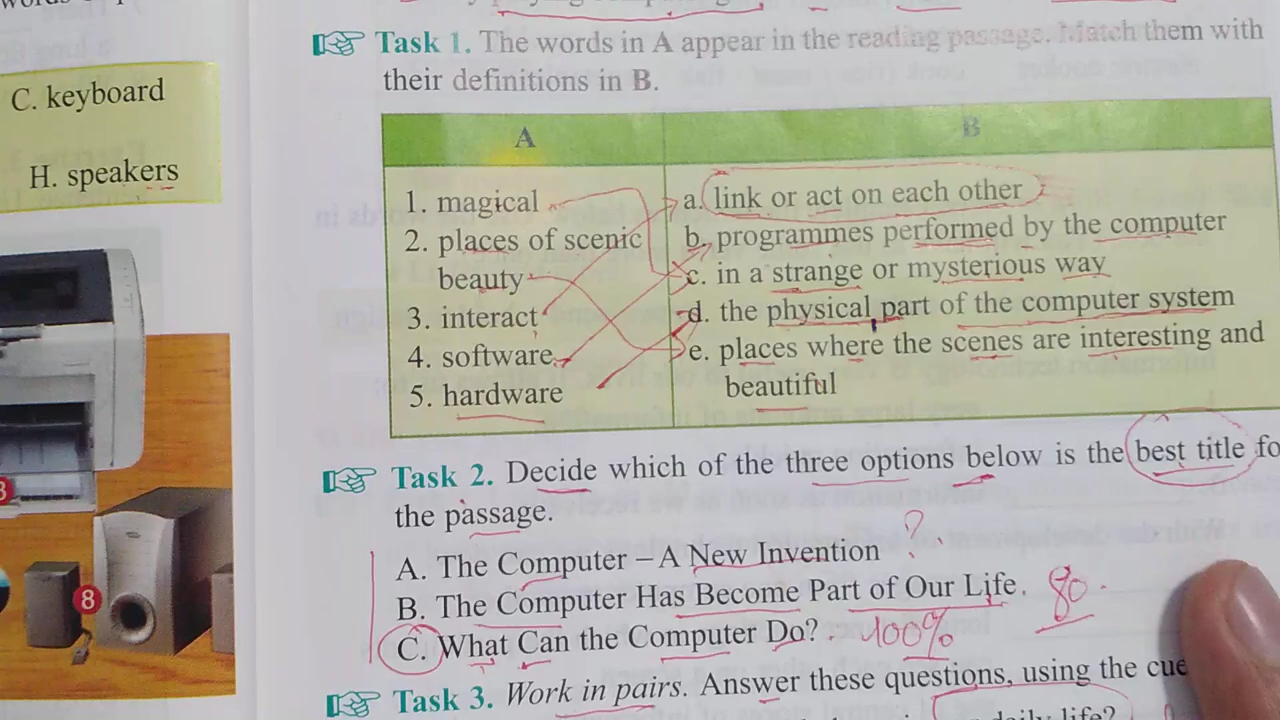 C. keyboard
H. speakers
8
Task 1. The words in A appear in the reading passage. Match them with
their definitions in B.
A
B
1. magical
2. places of scenic
beauty
3. interact
4. software
5. hardware
a. link or act on each other
b. programmes performed by the computer
c. in a strange or mysterious way
d. the physical part of the computer system
e. places where the scenes are interesting and
beautiful
Task 2. Decide which of the three options below is the best title fo
the passage.
A. The Computer – A New Invention ?
B. The Computer Has Become Part of Our Life. 80
C. What Can the Computer Do? 100%
Task 3. Work in pairs. Answer these questions, using the cue
daily life?